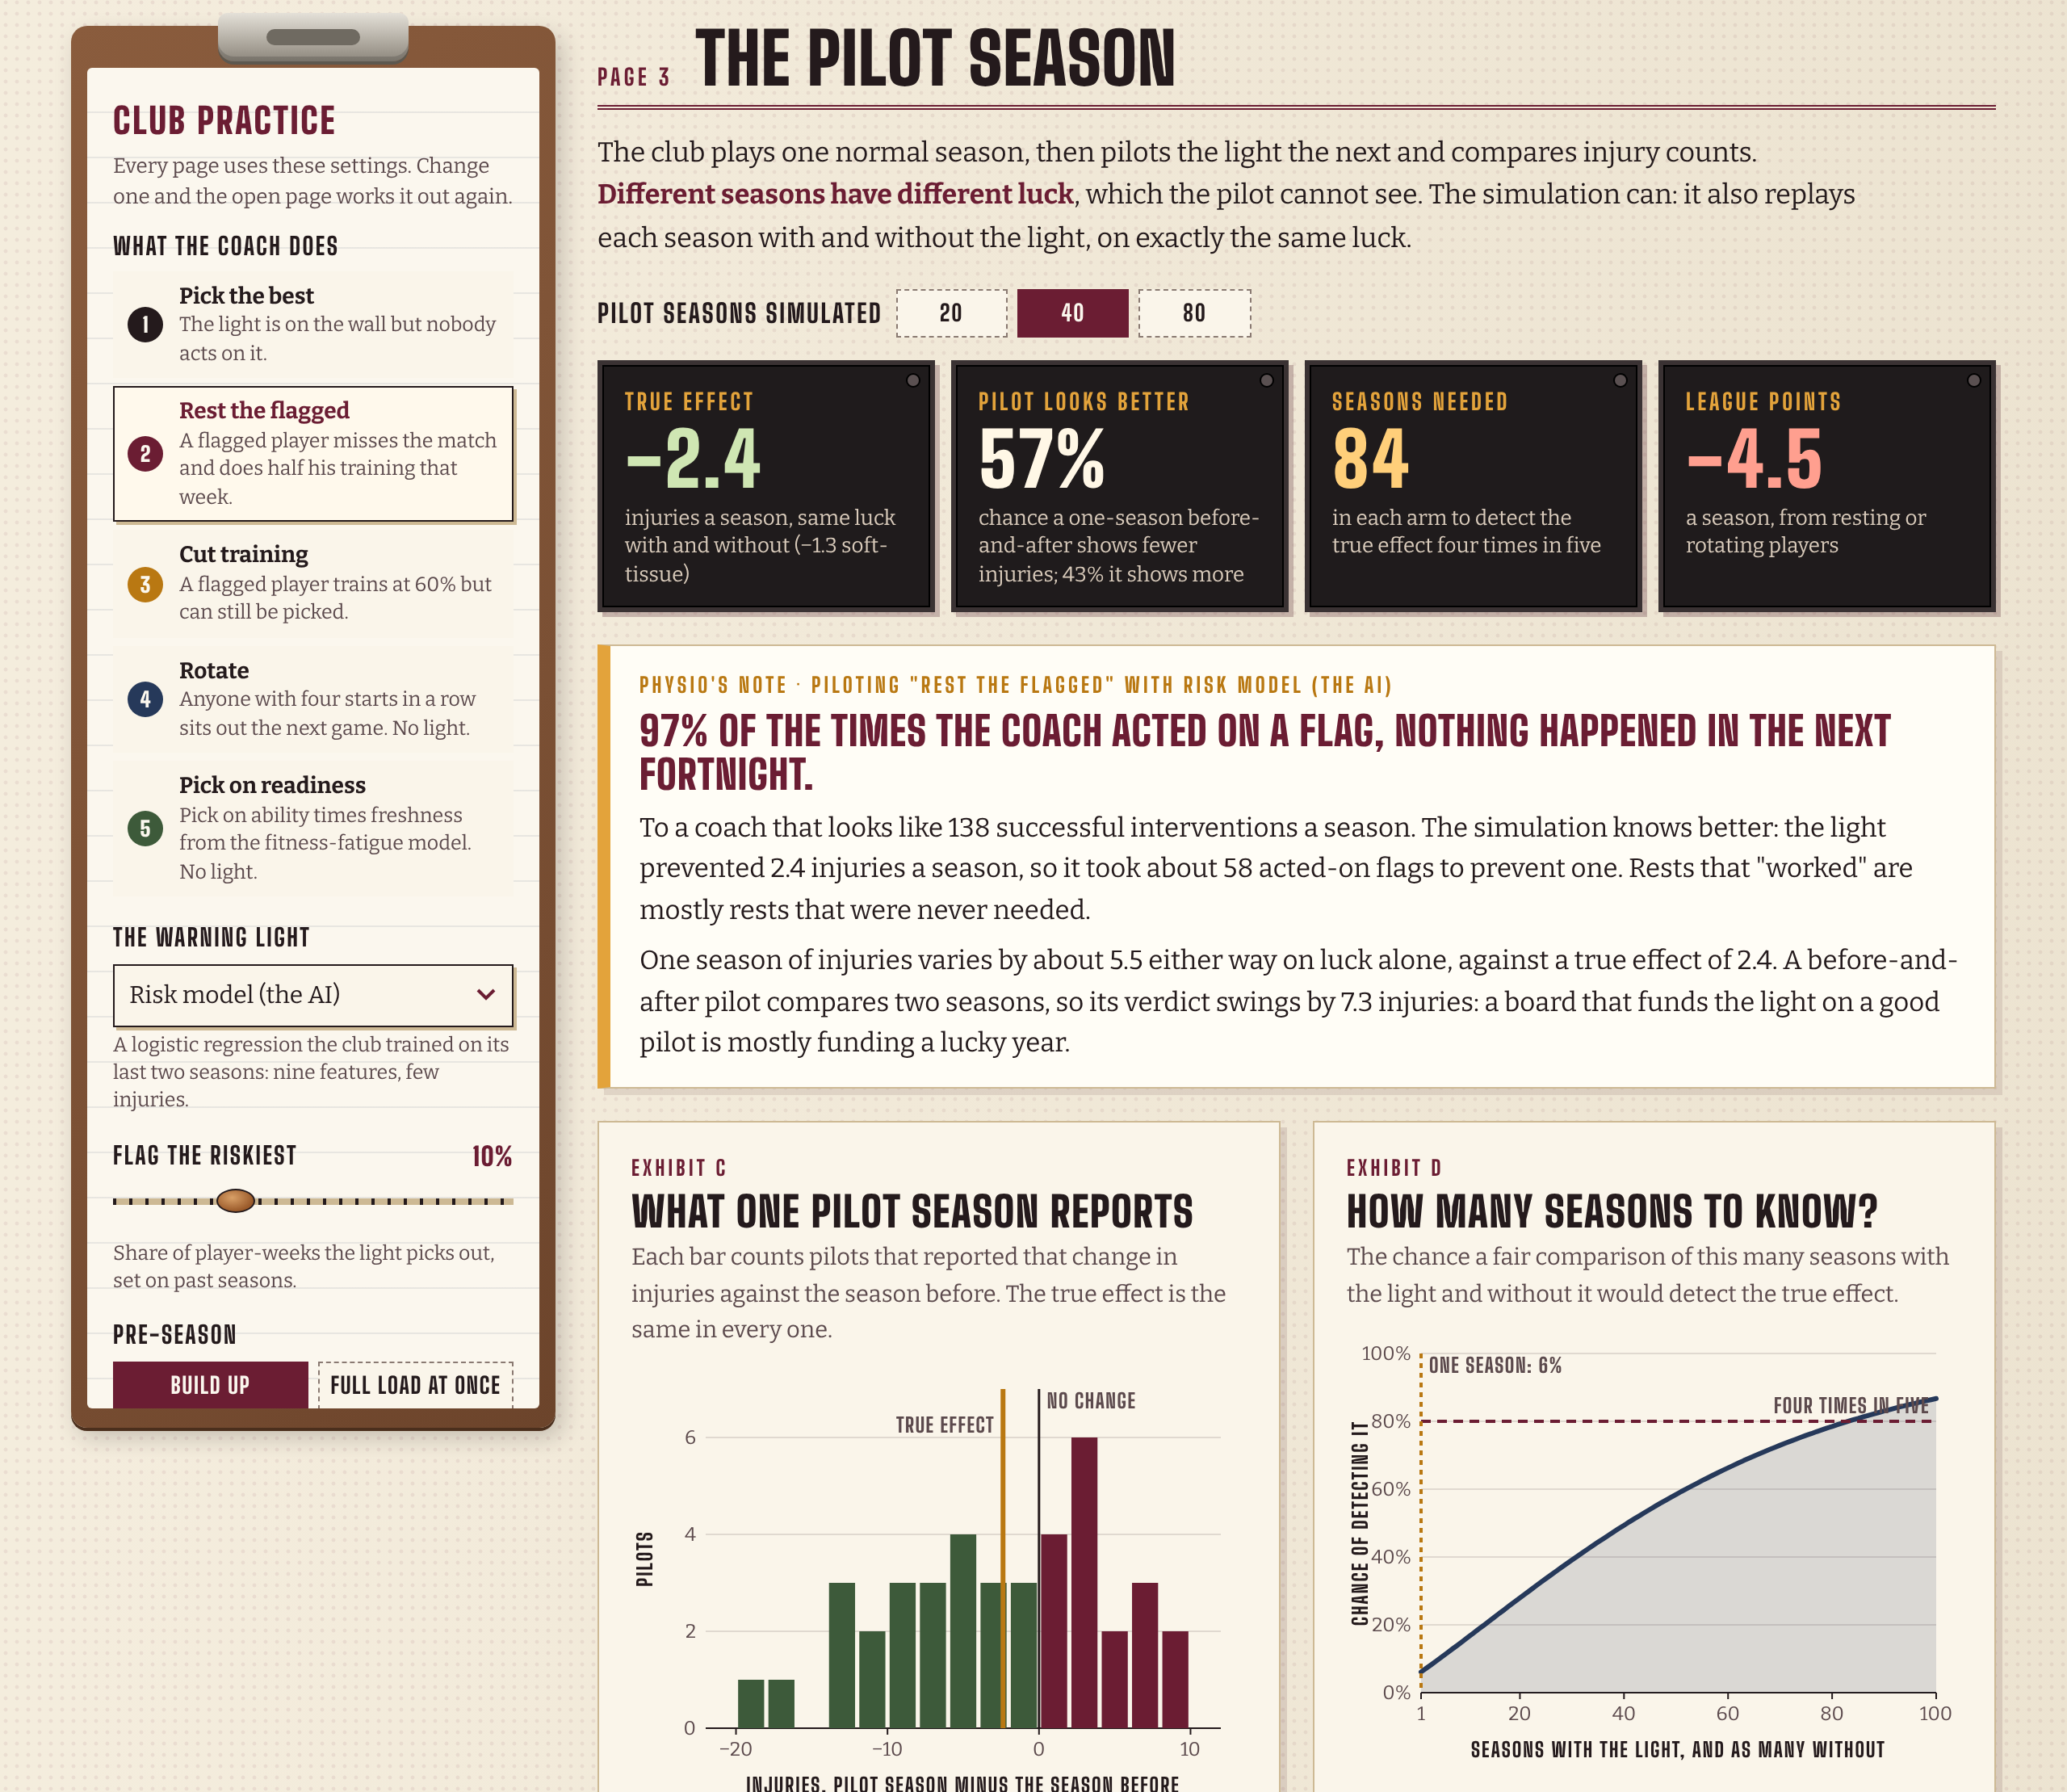 CLUB PRACTICE
Every page uses these settings. Change
one and the open page works it out again.
WHAT THE COACH DOES
1
Pick the best
The light is on the wall but nobody
acts on it.
2
Rest the flagged
A flagged player misses the match
and does half his training that
week.
3
Cut training
A flagged player trains at 60% but
can still be picked.
4
Rotate
Anyone with four starts in a row
sits out the next game. No light.
5
Pick on readiness
Pick on ability times freshness
from the fitness-fatigue model.
No light.
THE WARNING LIGHT
Risk model (the AI)
A logistic regression the club trained on its
last two seasons: nine features, few
injuries.
FLAG THE RISKIEST 10%
Share of player-weeks the light picks out,
set on past seasons.
PRE-SEASON
BUILD UP FULL LOAD AT ONCE
PAGE 3 THE PILOT SEASON
The club plays one normal season, then pilots the light the next and compares injury counts.
Different seasons have different luck, which the pilot cannot see. The simulation can: it also replays
each season with and without the light, on exactly the same luck.
PILOT SEASONS SIMULATED 20 40 80
TRUE EFFECT
−2.4
injuries a season, same luck
with and without (−1.3 soft-
tissue)
PILOT LOOKS BETTER
57%
chance a one-season before-
and-after shows fewer
injuries; 43% it shows more
SEASONS NEEDED
84
in each arm to detect the
true effect four times in five
LEAGUE POINTS
−4.5
a season, from resting or
rotating players
PHYSIO'S NOTE · PILOTING "REST THE FLAGGED" WITH RISK MODEL (THE AI)
97% OF THE TIMES THE COACH ACTED ON A FLAG, NOTHING HAPPENED IN THE NEXT
FORTNIGHT.
To a coach that looks like 138 successful interventions a season. The simulation knows better: the light
prevented 2.4 injuries a season, so it took about 58 acted-on flags to prevent one. Rests that "worked" are
mostly rests that were never needed.
One season of injuries varies by about 5.5 either way on luck alone, against a true effect of 2.4. A before-and-
after pilot compares two seasons, so its verdict swings by 7.3 injuries: a board that funds the light on a good
pilot is mostly funding a lucky year.
EXHIBIT C
WHAT ONE PILOT SEASON REPORTS
Each bar counts pilots that reported that change in
injuries against the season before. The true effect is the
same in every one.
NO CHANGE
TRUE EFFECT
PILOTS
6
4
2
0
−20 −10 0 10
INJURIES, PILOT SEASON MINUS THE SEASON BEFORE
EXHIBIT D
HOW MANY SEASONS TO KNOW?
The chance a fair comparison of this many seasons with
the light and without it would detect the true effect.
ONE SEASON: 6%
FOUR TIMES IN FIVE
CHANCE OF DETECTING IT
100%
80%
60%
40%
20%
0%
1 20 40 60 80 100
SEASONS WITH THE LIGHT, AND AS MANY WITHOUT